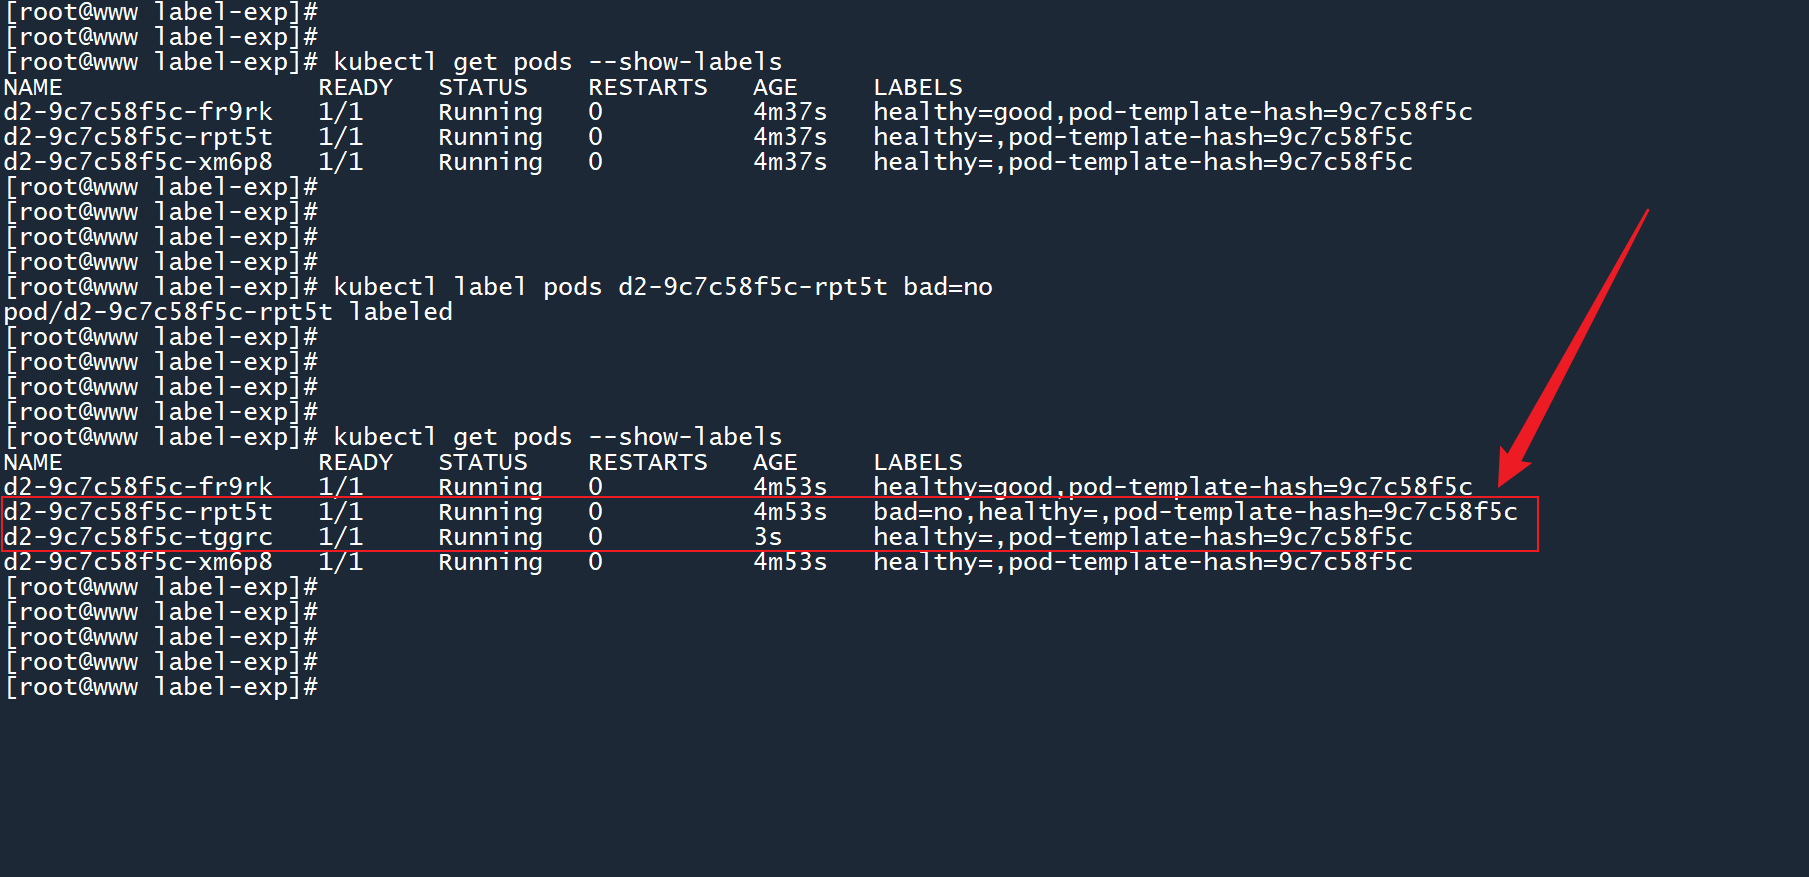 [root@www label-exp]#
[root@www label-exp]#
[root@www label-exp]# kubectl get pods --show-labels
NAME                 READY   STATUS    RESTARTS   AGE     LABELS
d2-9c7c58f5c-fr9rk   1/1     Running   0          4m37s   healthy=good,pod-template-hash=9c7c58f5c
d2-9c7c58f5c-rpt5t   1/1     Running   0          4m37s   healthy=,pod-template-hash=9c7c58f5c
d2-9c7c58f5c-xm6p8   1/1     Running   0          4m37s   healthy=,pod-template-hash=9c7c58f5c
[root@www label-exp]#
[root@www label-exp]#
[root@www label-exp]#
[root@www label-exp]#
[root@www label-exp]# kubectl label pods d2-9c7c58f5c-rpt5t bad=no
pod/d2-9c7c58f5c-rpt5t labeled
[root@www label-exp]#
[root@www label-exp]#
[root@www label-exp]#
[root@www label-exp]#
[root@www label-exp]# kubectl get pods --show-labels
NAME                 READY   STATUS    RESTARTS   AGE     LABELS
d2-9c7c58f5c-fr9rk   1/1     Running   0          4m53s   healthy=good,pod-template-hash=9c7c58f5c
d2-9c7c58f5c-rpt5t   1/1     Running   0          4m53s   bad=no,healthy=,pod-template-hash=9c7c58f5c
d2-9c7c58f5c-tggrc   1/1     Running   0          3s      healthy=,pod-template-hash=9c7c58f5c
d2-9c7c58f5c-xm6p8   1/1     Running   0          4m53s   healthy=,pod-template-hash=9c7c58f5c
[root@www label-exp]#
[root@www label-exp]#
[root@www label-exp]#
[root@www label-exp]#
[root@www label-exp]#